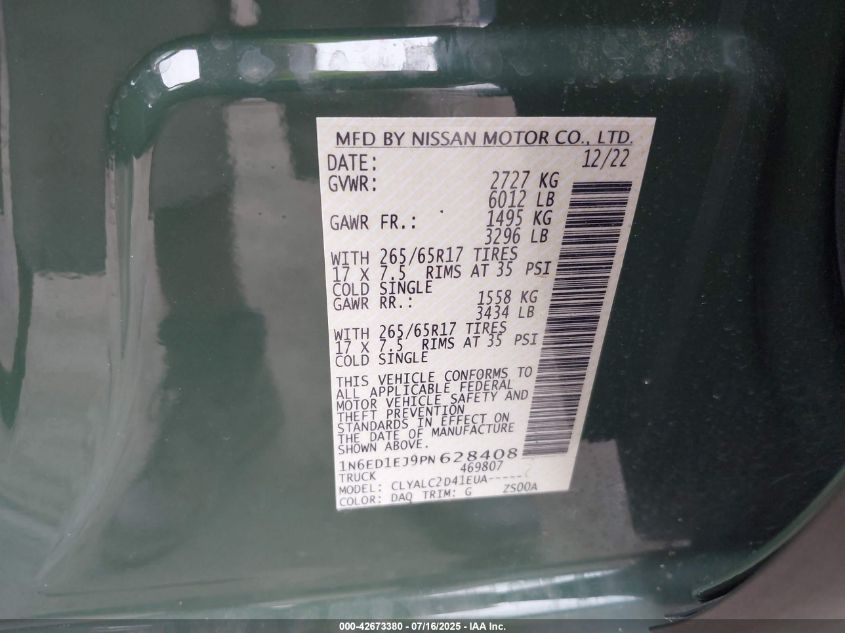 MFD BY NISSAN MOTOR CO., LTD.
DATE: 12/22
GVWR: 2727 KG
6012 LB
GAWR FR.: 1495 KG
3296 LB
WITH 265/65R17 TIRES
17 X 7.5 RIMS AT 35 PSI
COLD SINGLE
GAWR RR.: 1558 KG
3434 LB
WITH 265/65R17 TIRES
17 X 7.5 RIMS AT 35 PSI
COLD SINGLE
THIS VEHICLE CONFORMS TO
ALL APPLICABLE FEDERAL
MOTOR VEHICLE SAFETY AND
THEFT PREVENTION
STANDARDS IN EFFECT ON
THE DATE OF MANUFACTURE
SHOWN ABOVE.
1N6ED1EJ9PN628408
TRUCK 469807
MODEL: CLYALC2D41EUA-----
COLOR: DAQ TRIM: G ZS00A
000-42673380 - 07/16/2025 - IAA Inc.